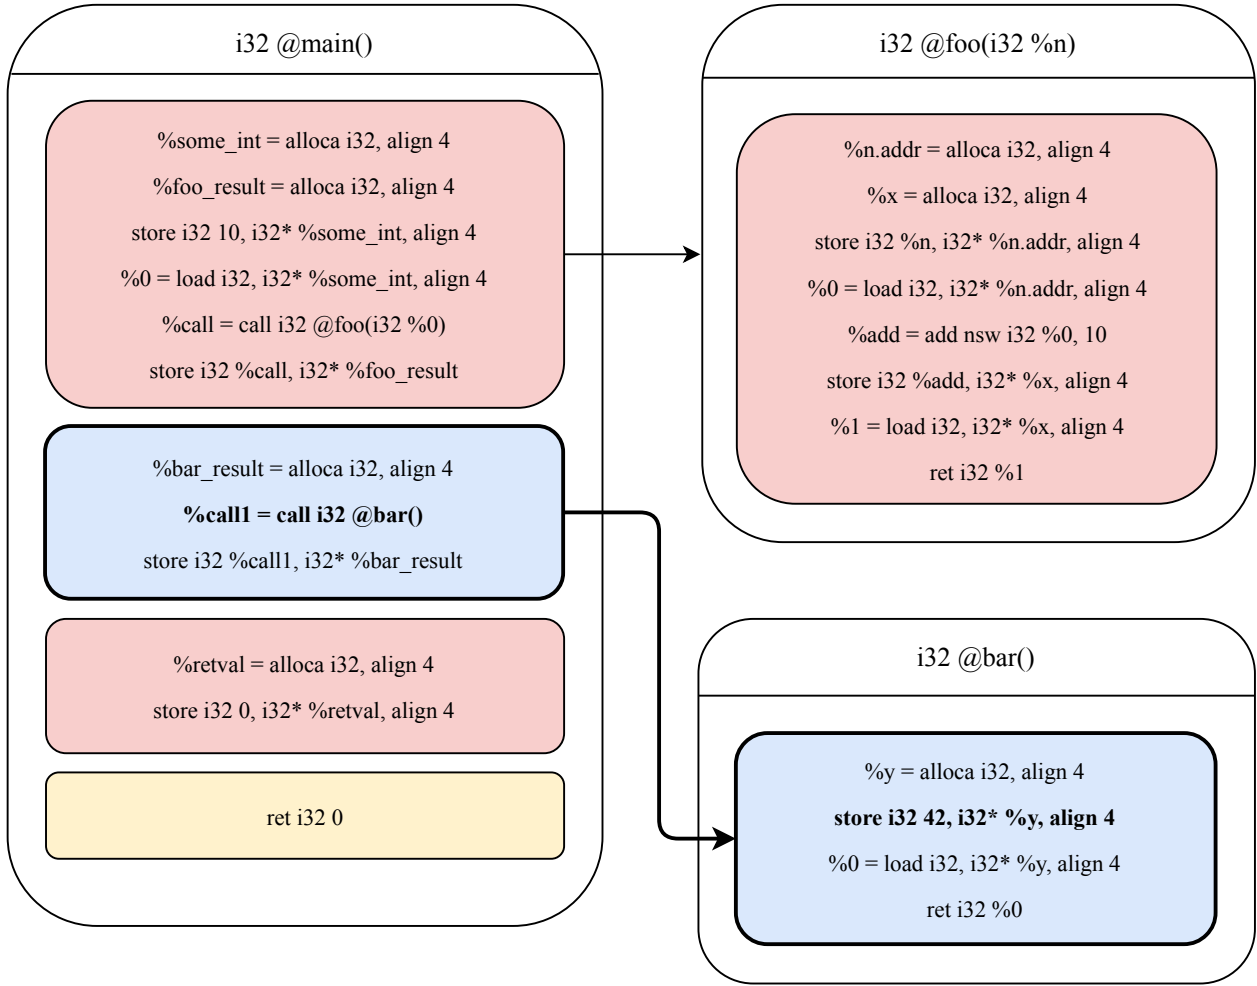 i32 @main()
%some_int = alloca i32, align 4
%foo_result = alloca i32, align 4
store i32 10, i32* %some_int, align 4
%0 = load i32, i32* %some_int, align 4
%call = call i32 @foo(i32 %0)
store i32 %call, i32* %foo_result
%bar_result = alloca i32, align 4
%call1 = call i32 @bar()
store i32 %call1, i32* %bar_result
%retval = alloca i32, align 4
store i32 0, i32* %retval, align 4
ret i32 0
i32 @foo(i32 %n)
%n.addr = alloca i32, align 4
%x = alloca i32, align 4
store i32 %n, i32* %n.addr, align 4
%0 = load i32, i32* %n.addr, align 4
%add = add nsw i32 %0, 10
store i32 %add, i32* %x, align 4
%1 = load i32, i32* %x, align 4
ret i32 %1
i32 @bar()
%y = alloca i32, align 4
store i32 42, i32* %y, align 4
%0 = load i32, i32* %y, align 4
ret i32 %0